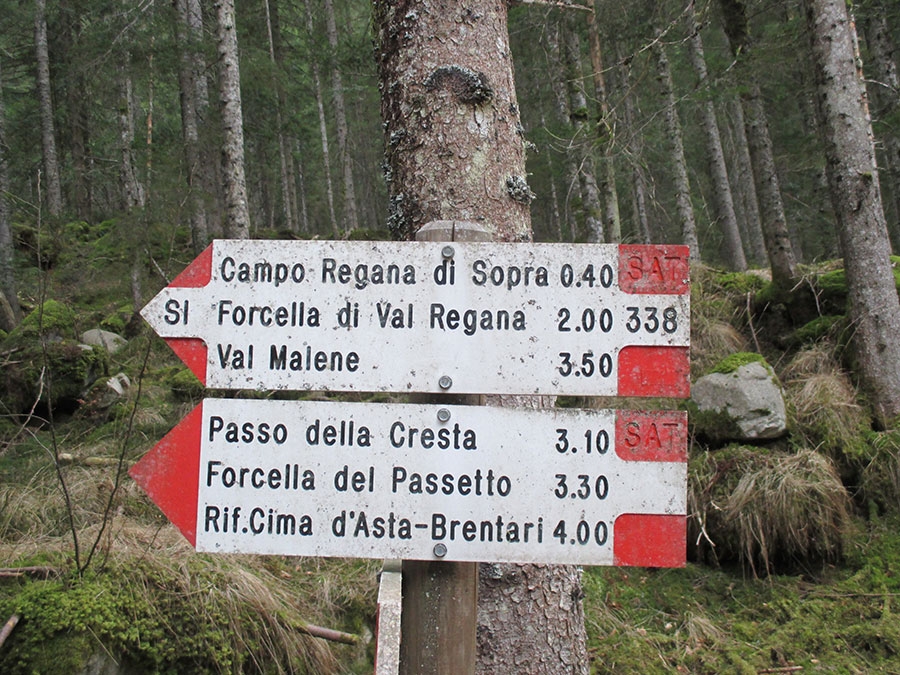 Campo Regana di Sopra 0.40 SAT
SI Forcella di Val Regana 2.00 338
Val Malene 3.50
Passo della Cresta 3.10 SAT
Forcella del Passetto 3.30
Rif.Cima d'Asta-Brentari 4.00